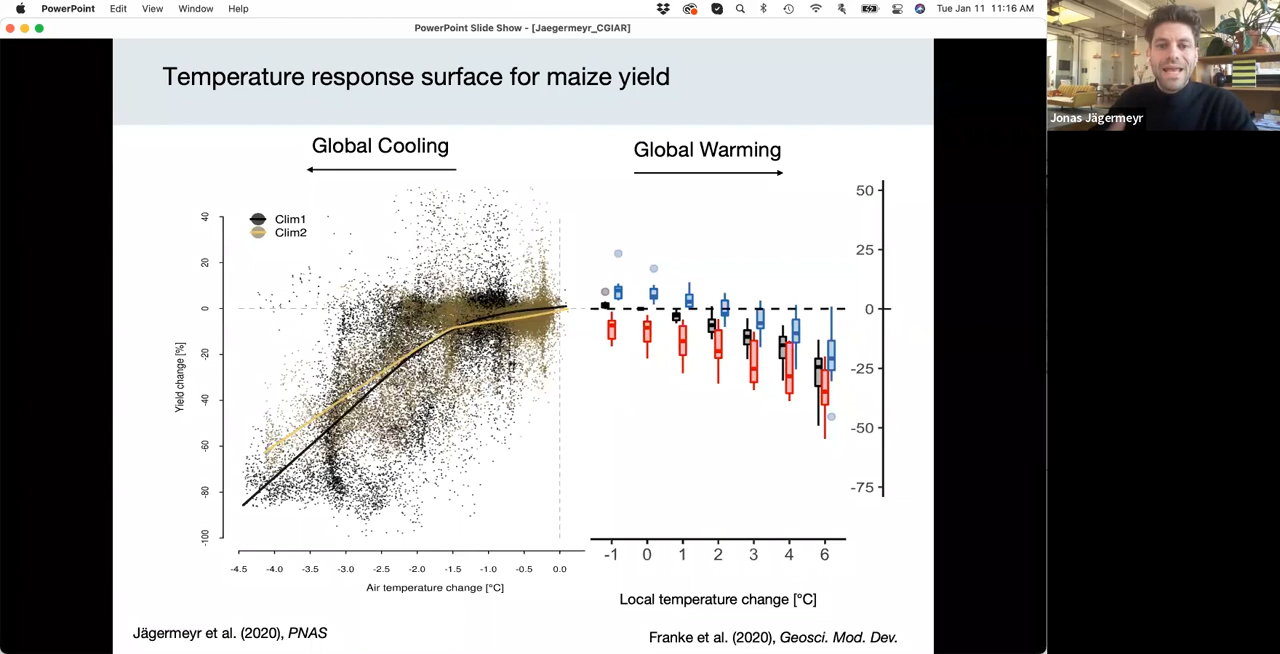 PowerPoint Edit View Window Help Tue Jan 11 11:16 AM
PowerPoint Slide Show - [Jaegermeyr_CGIAR]
Jonas Jägermeyr
Temperature response surface for maize yield
Global Cooling
Global Warming
Clim1
Clim2
Yield change [%]
40
20
0
-20
-40
-60
-80
-100
-4.5 -4.0 -3.5 -3.0 -2.5 -2.0 -1.5 -1.0 -0.5 0.0
Air temperature change [°C]
50
25
0
-25
-50
-75
-1 0 1 2 3 4 6
Local temperature change [°C]
Jägermeyr et al. (2020), PNAS
Franke et al. (2020), Geosci. Mod. Dev.